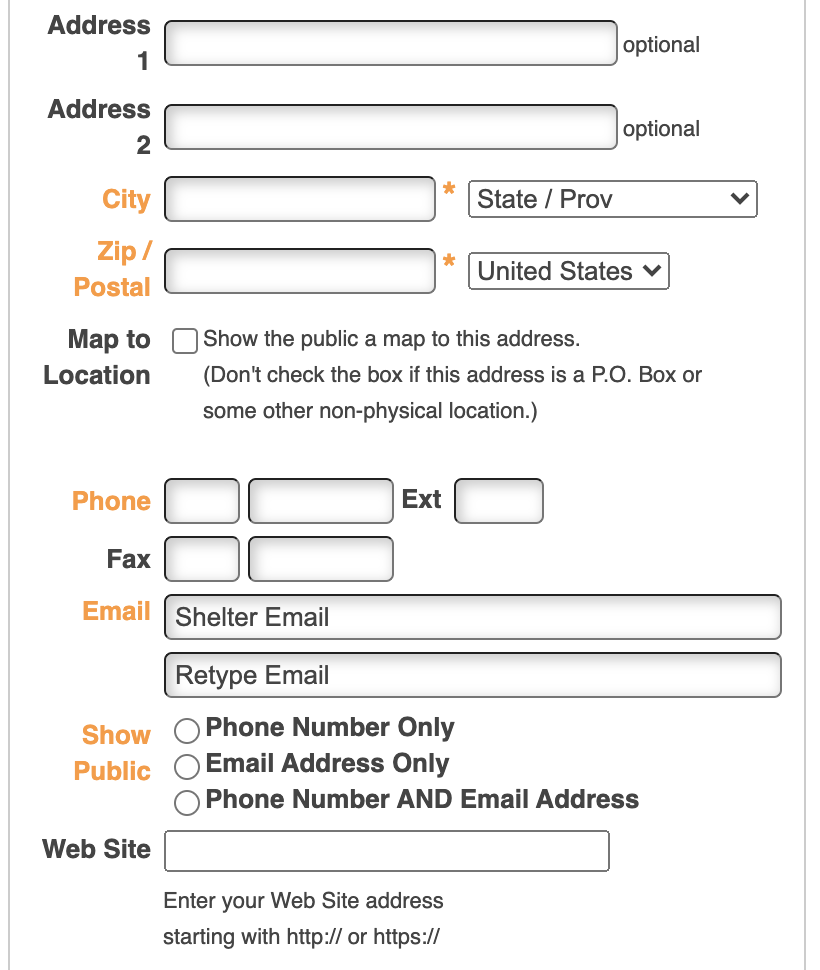 Address
1
optional
Address
2
optional
City * State / Prov
Zip /
Postal
* United States
Map to
Location
Show the public a map to this address.
(Don't check the box if this address is a P.O. Box or
some other non-physical location.)
Phone Ext
Fax
Email Shelter Email
Retype Email
Show
Public
Phone Number Only
Email Address Only
Phone Number AND Email Address
Web Site
Enter your Web Site address
starting with http:// or https://